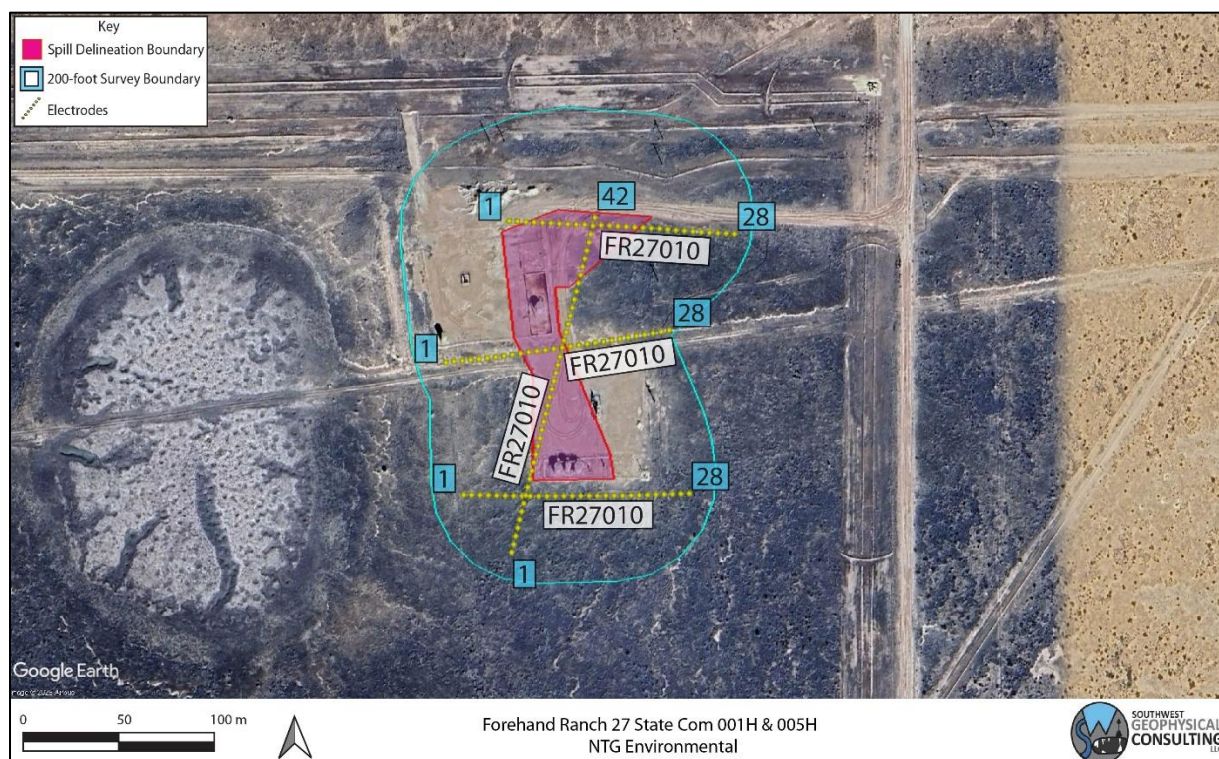 Key
Spill Delineation Boundary
200-foot Survey Boundary
Electrodes
1
42
28
FR27010
1
28
FR27010
FR27010
1
28
FR27010
1
Google Earth
0 50 100 m
Forehand Ranch 27 State Com 001H & 005H
NTG Environmental
SOUTHWEST
GEOPHYSICAL
CONSULTING
LLC